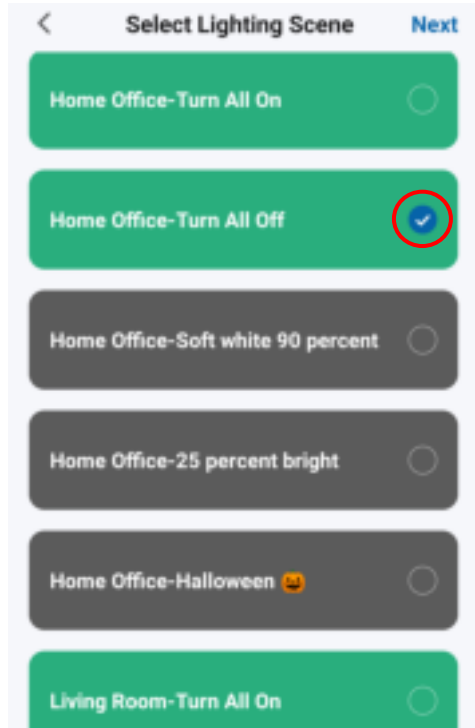 Select Lighting Scene Next
Home Office-Turn All On
Home Office-Turn All Off
Home Office-Soft white 90 percent
Home Office-25 percent bright
Home Office-Halloween 🎃
Living Room-Turn All On